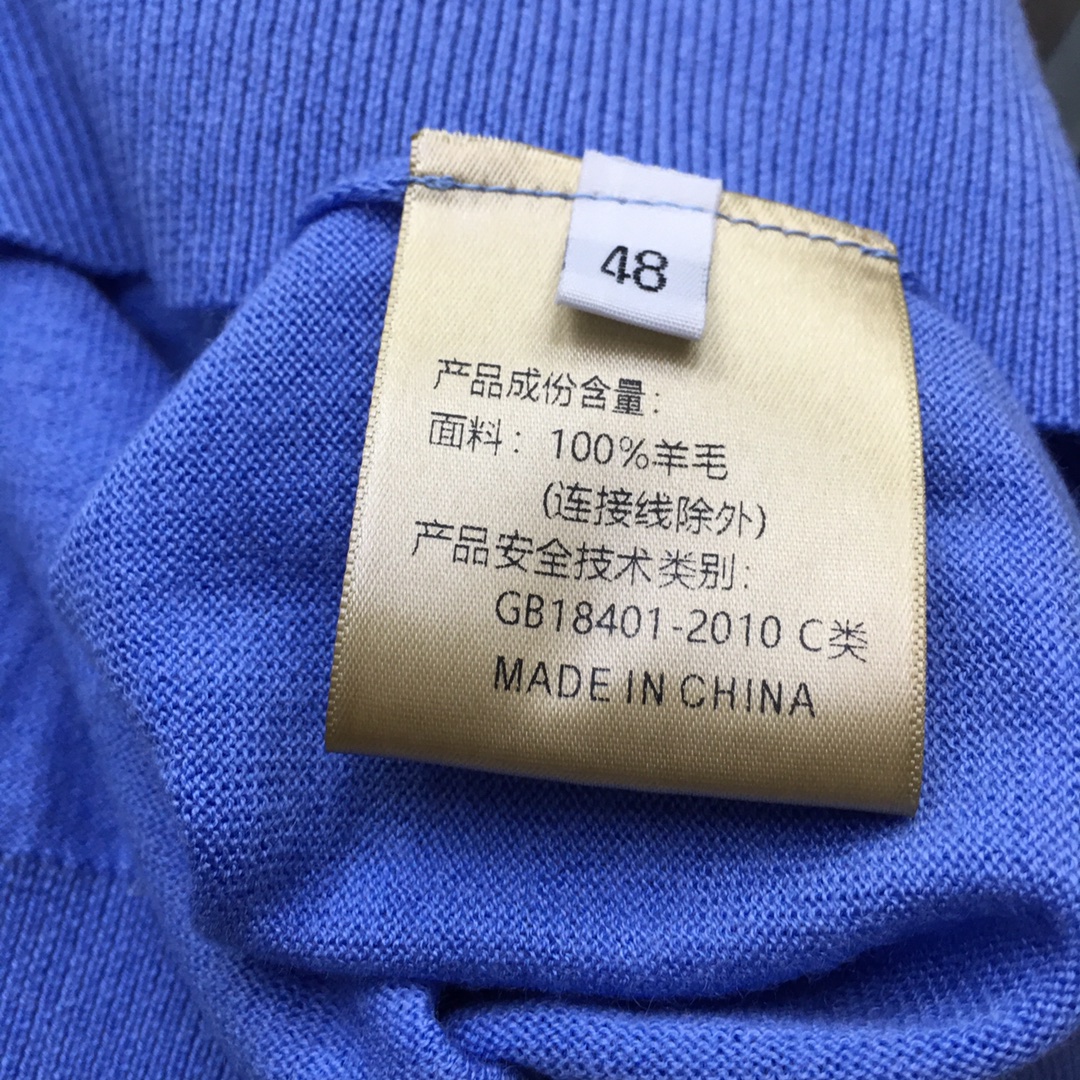 48
产品成份含量:
面料: 100%羊毛
(连接线除外)
产品安全技术类别:
GB18401-2010 C类
MADE IN CHINA